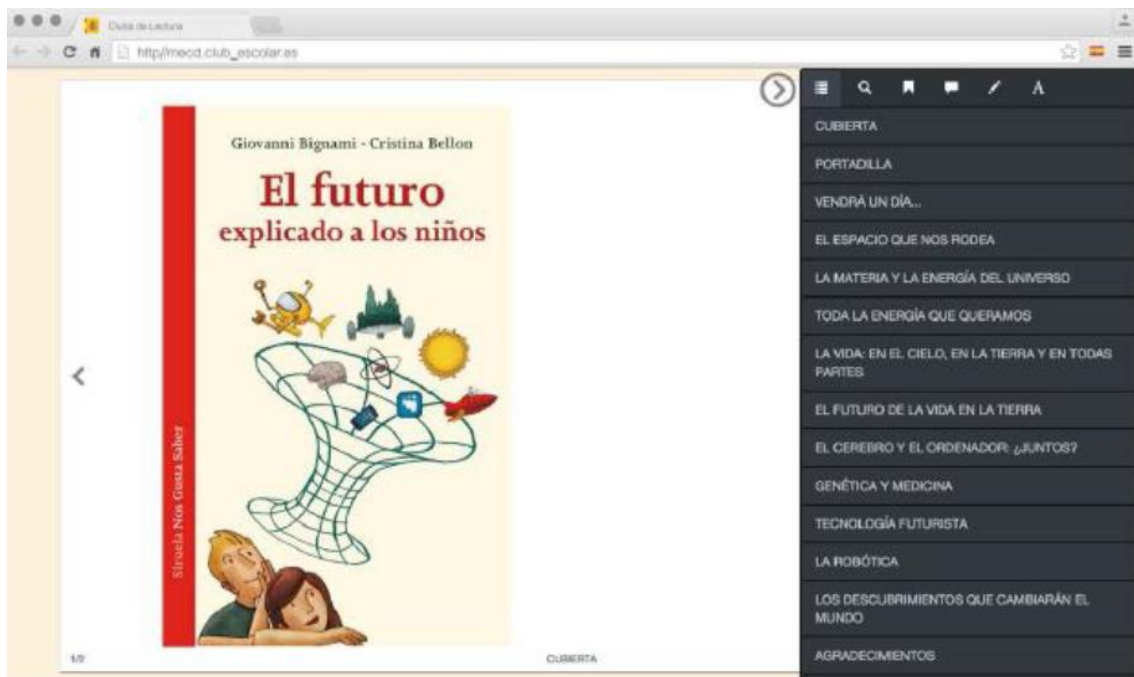 Clubs de Lectura
http//mecd.club_escolar.es
Giovanni Bignami - Cristina Bellon
El futuro
explicado a los niños
Siruela Nos Gusta Saber
1/2
CUBIERTA
A
CUBIERTA
PORTADILLA
VENDRÁ UN DÍA...
EL ESPACIO QUE NOS RODEA
LA MATERIA Y LA ENERGÍA DEL UNIVERSO
TODA LA ENERGÍA QUE QUERAMOS
LA VIDA: EN EL CIELO, EN LA TIERRA Y EN TODAS
PARTES
EL FUTURO DE LA VIDA EN LA TIERRA
EL CEREBRO Y EL ORDENADOR: ¿JUNTOS?
GENÉTICA Y MEDICINA
TECNOLOGÍA FUTURISTA
LA ROBÓTICA
LOS DESCUBRIMIENTOS QUE CAMBIARÁN EL
MUNDO
AGRADECIMIENTOS